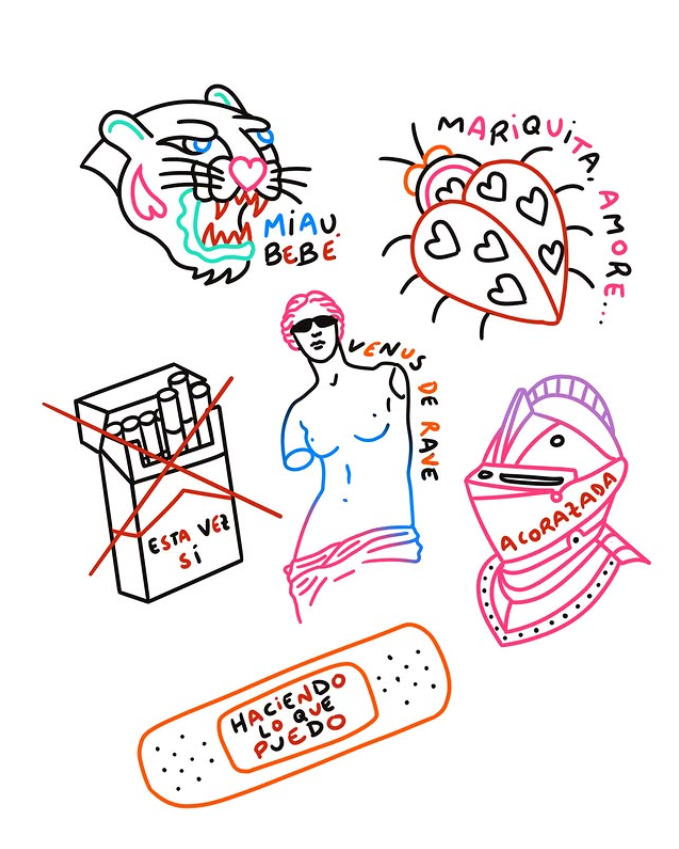 MARiQUiTA, AMORE...
MiAU
BEBÉ
VENUS DE RAVE
ESTA VEZ
Sí
ACORAZADA
HACiENDO
LO QUE
PUEDO